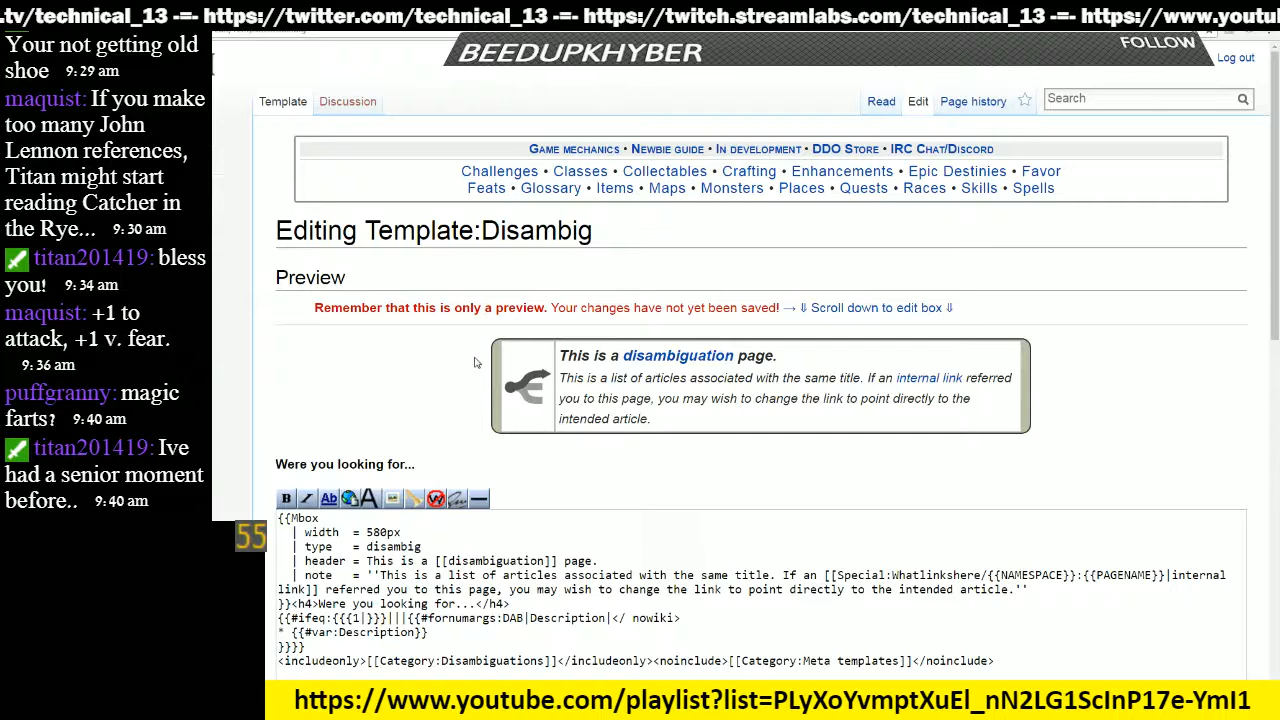 .tv/technical_13 -=- https://twitter.com/technical_13 -=- https://twitch.streamlabs.com/technical_13 -=- https://www.youtu
Your not getting old
shoe 9:29 am
maquist: If you make
too many John
Lennon references,
Titan might start
reading Catcher in
the Rye... 9:30 am
titan201419: bless
you! 9:34 am
maquist: +1 to
attack, +1 v. fear.
9:36 am
puffgranny: magic
farts? 9:40 am
titan201419: Ive
had a senior moment
before.. 9:40 am
BEEDUPKHYBER
FOLLOW
Log out
Template Discussion Read Edit Page history Search
Game mechanics • Newbie guide • In development • DDO Store • IRC Chat/Discord
Challenges • Classes • Collectables • Crafting • Enhancements • Epic Destinies • Favor
Feats • Glossary • Items • Maps • Monsters • Places • Quests • Races • Skills • Spells
Editing Template:Disambig
Preview
Remember that this is only a preview. Your changes have not yet been saved! → ⇓ Scroll down to edit box ⇓
This is a disambiguation page.
This is a list of articles associated with the same title. If an internal link referred
you to this page, you may wish to change the link to point directly to the
intended article.
Were you looking for...
B I Ab A W
55
{{Mbox
| width = 580px
| type = disambig
| header = This is a [[disambiguation]] page.
| note = ''This is a list of articles associated with the same title. If an [[Special:Whatlinkshere/{{NAMESPACE}}:{{PAGENAME}}|internal
link]] referred you to this page, you may wish to change the link to point directly to the intended article.''
}}<h4>Were you looking for...</h4>
{{#ifeq:{{{1|}}}|||{{#fornumargs:DAB|Description|</ nowiki>
* {{#var:Description}}
}}}}
<includeonly>[[Category:Disambiguations]]</includeonly><noinclude>[[Category:Meta templates]]</noinclude>
https://www.youtube.com/playlist?list=PLyXoYvmptXuEl_nN2LG1ScInP17e-YmI1